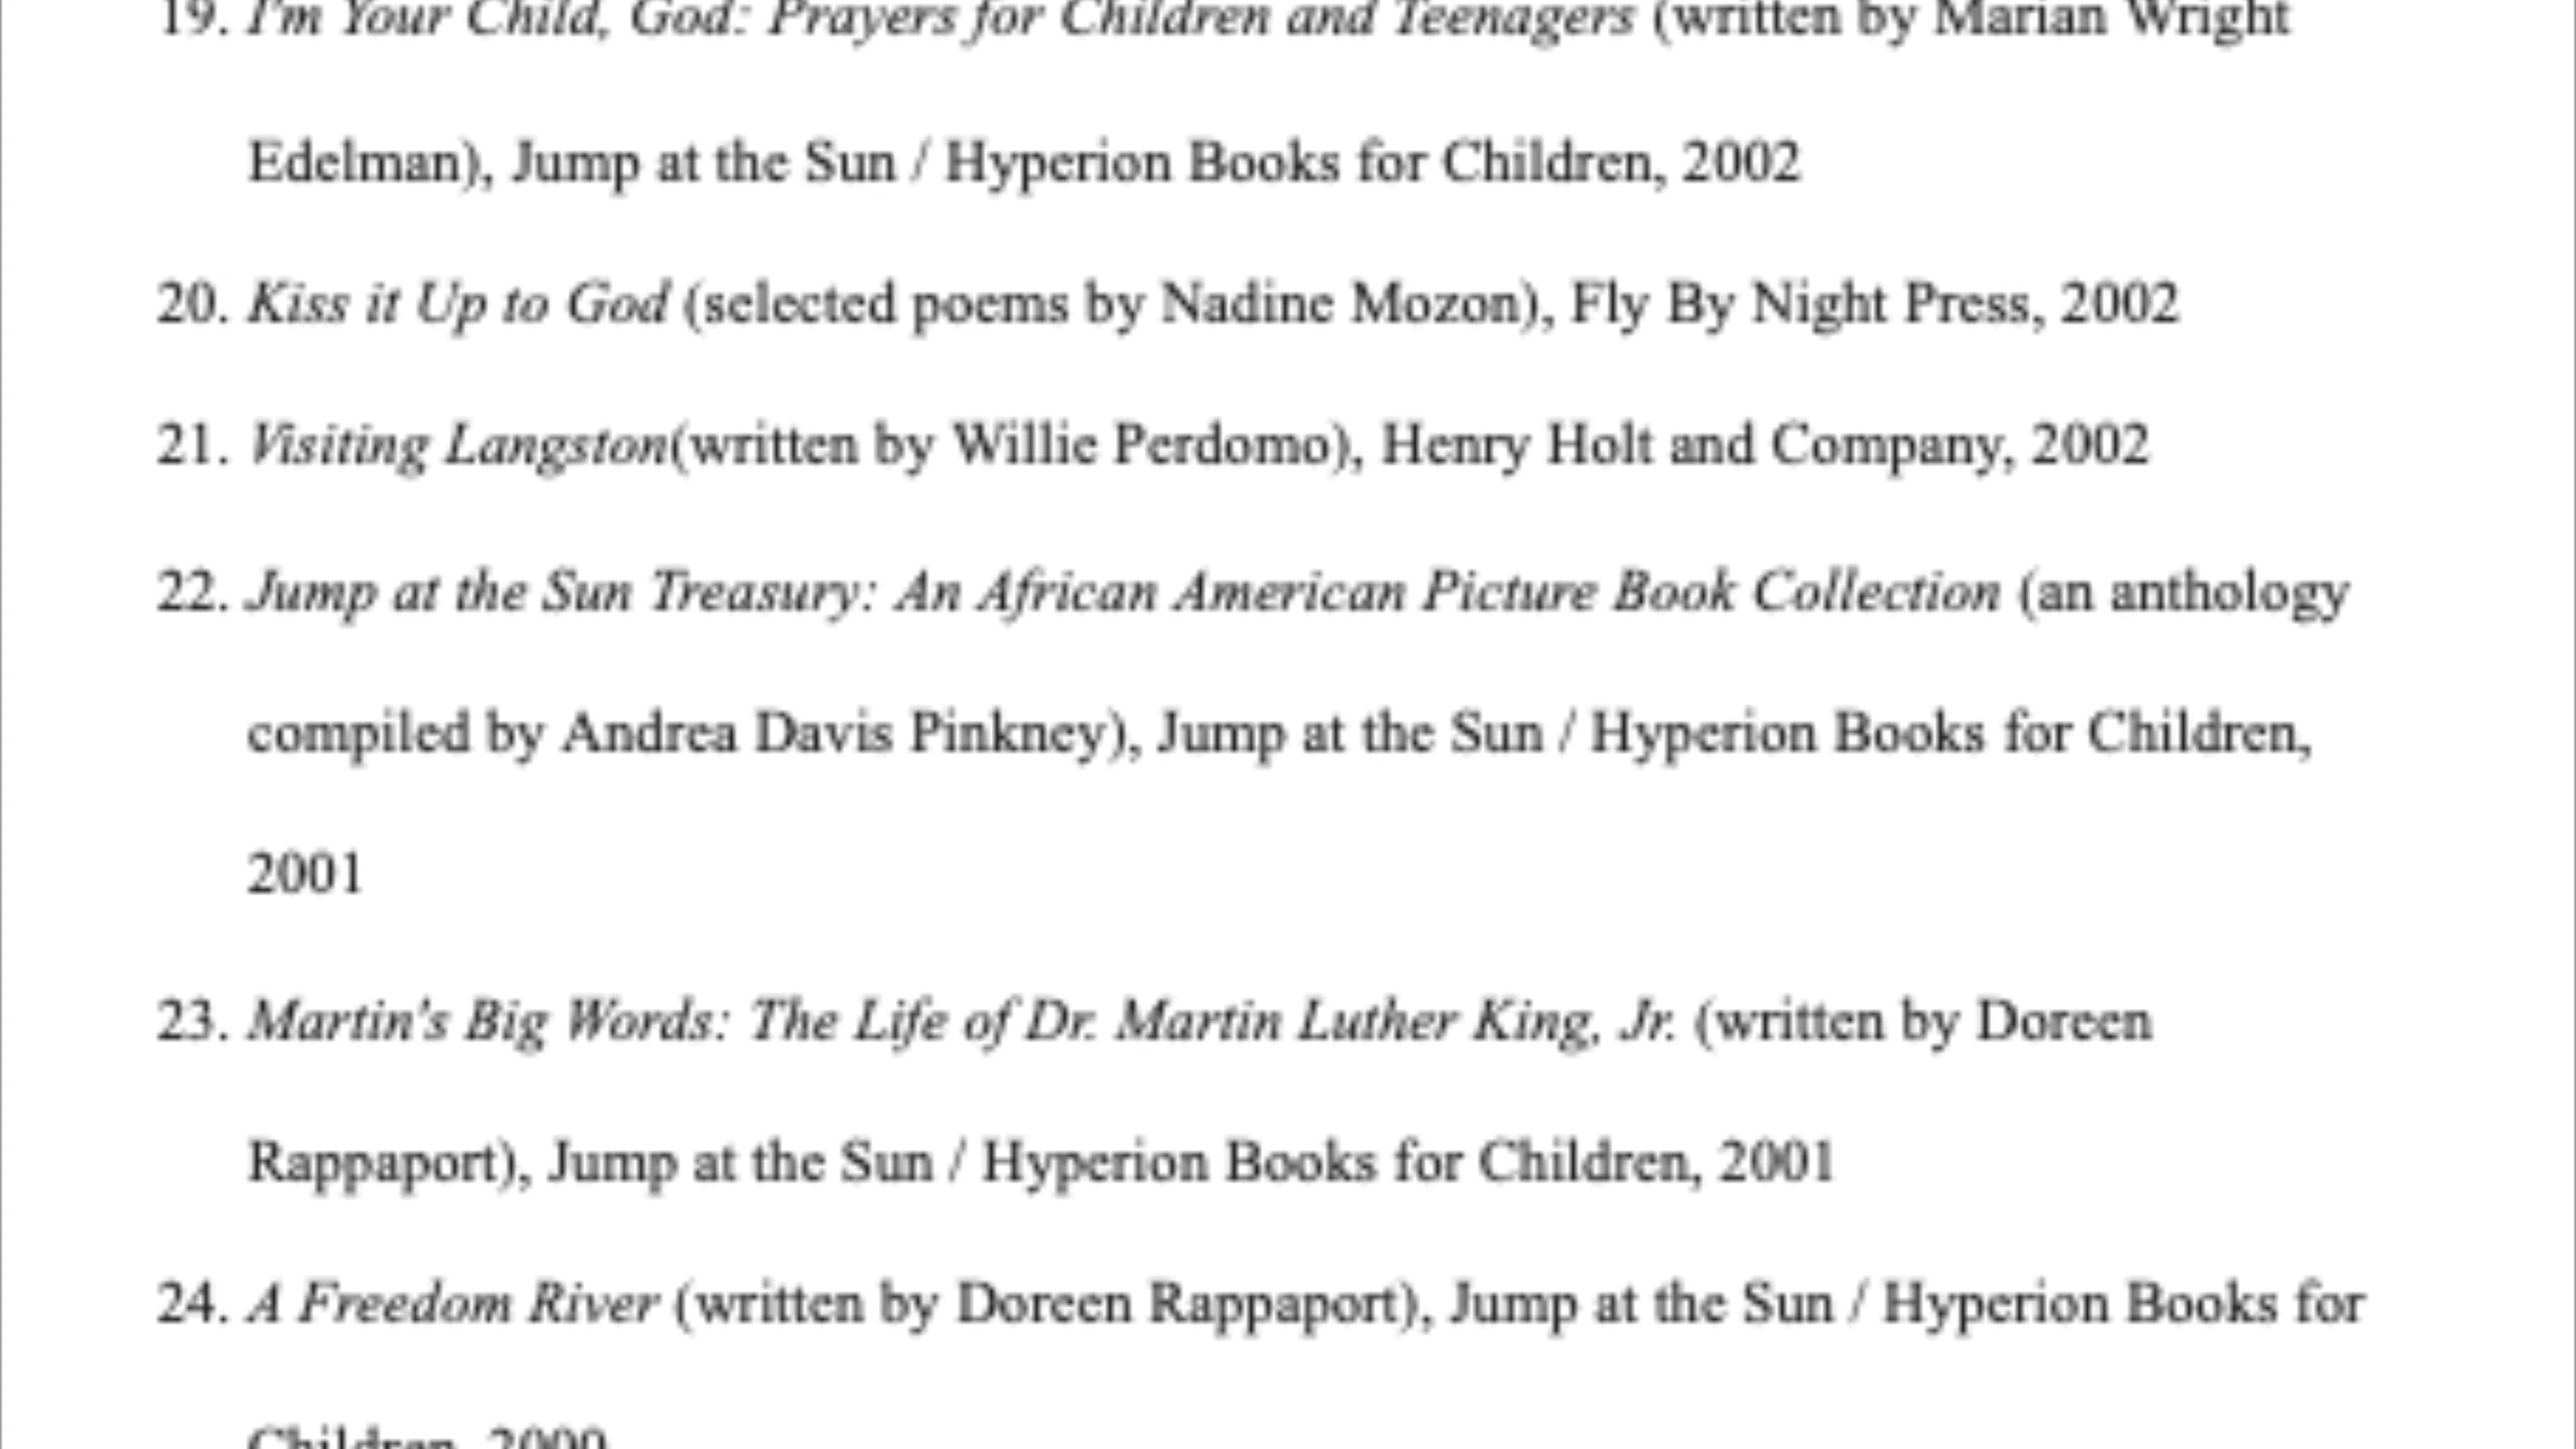 19. I'm Your Child, God: Prayers for Children and Teenagers (written by Marian Wright
Edelman), Jump at the Sun / Hyperion Books for Children, 2002
20. Kiss it Up to God (selected poems by Nadine Mozon), Fly By Night Press, 2002
21. Visiting Langston(written by Willie Perdomo), Henry Holt and Company, 2002
22. Jump at the Sun Treasury: An African American Picture Book Collection (an anthology
compiled by Andrea Davis Pinkney), Jump at the Sun / Hyperion Books for Children,
2001
23. Martin's Big Words: The Life of Dr. Martin Luther King, Jr. (written by Doreen
Rappaport), Jump at the Sun / Hyperion Books for Children, 2001
24. A Freedom River (written by Doreen Rappaport), Jump at the Sun / Hyperion Books for
Children, 2000